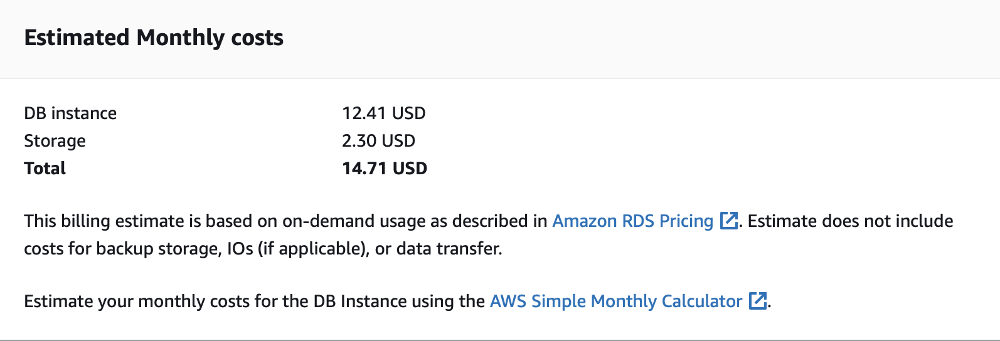 Estimated Monthly costs
DB instance 12.41 USD
Storage 2.30 USD
Total 14.71 USD
This billing estimate is based on on-demand usage as described in Amazon RDS Pricing . Estimate does not include
costs for backup storage, IOs (if applicable), or data transfer.
Estimate your monthly costs for the DB Instance using the AWS Simple Monthly Calculator .